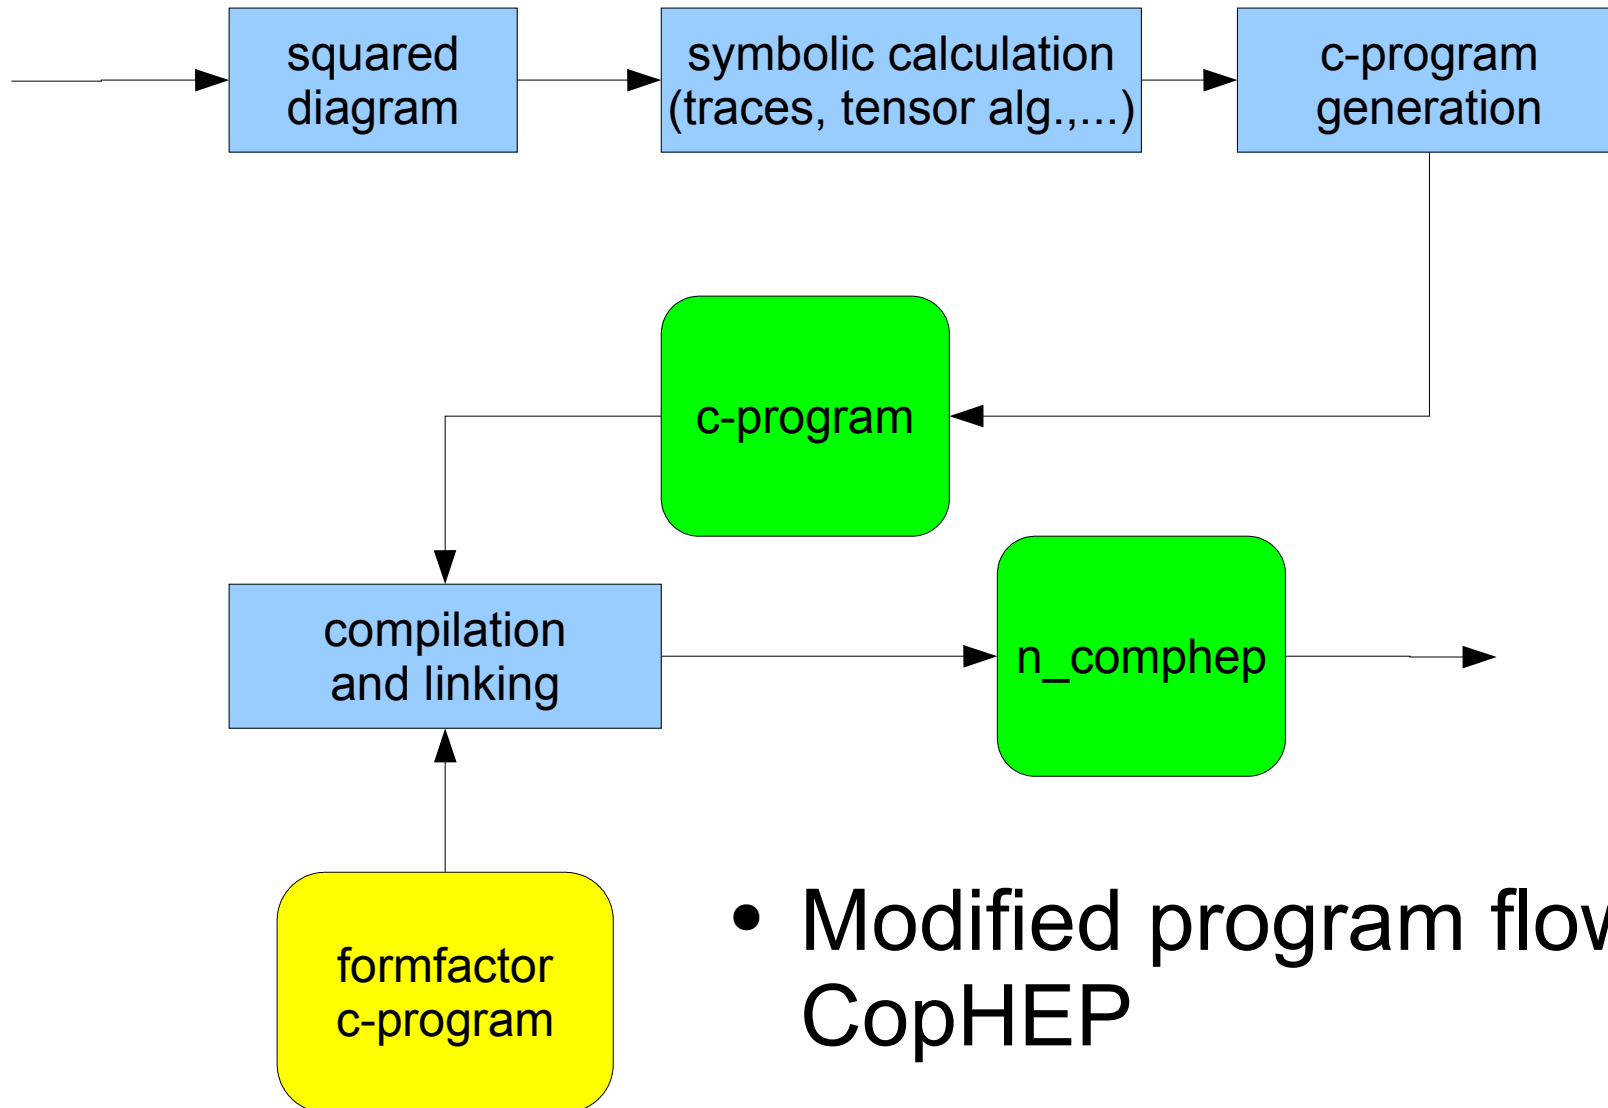 squared
diagram
symbolic calculation
(traces, tensor alg.,...)
c-program
generation
c-program
compilation
and linking
n_comphep
formfactor
c-program
• Modified program flow
CopHEP